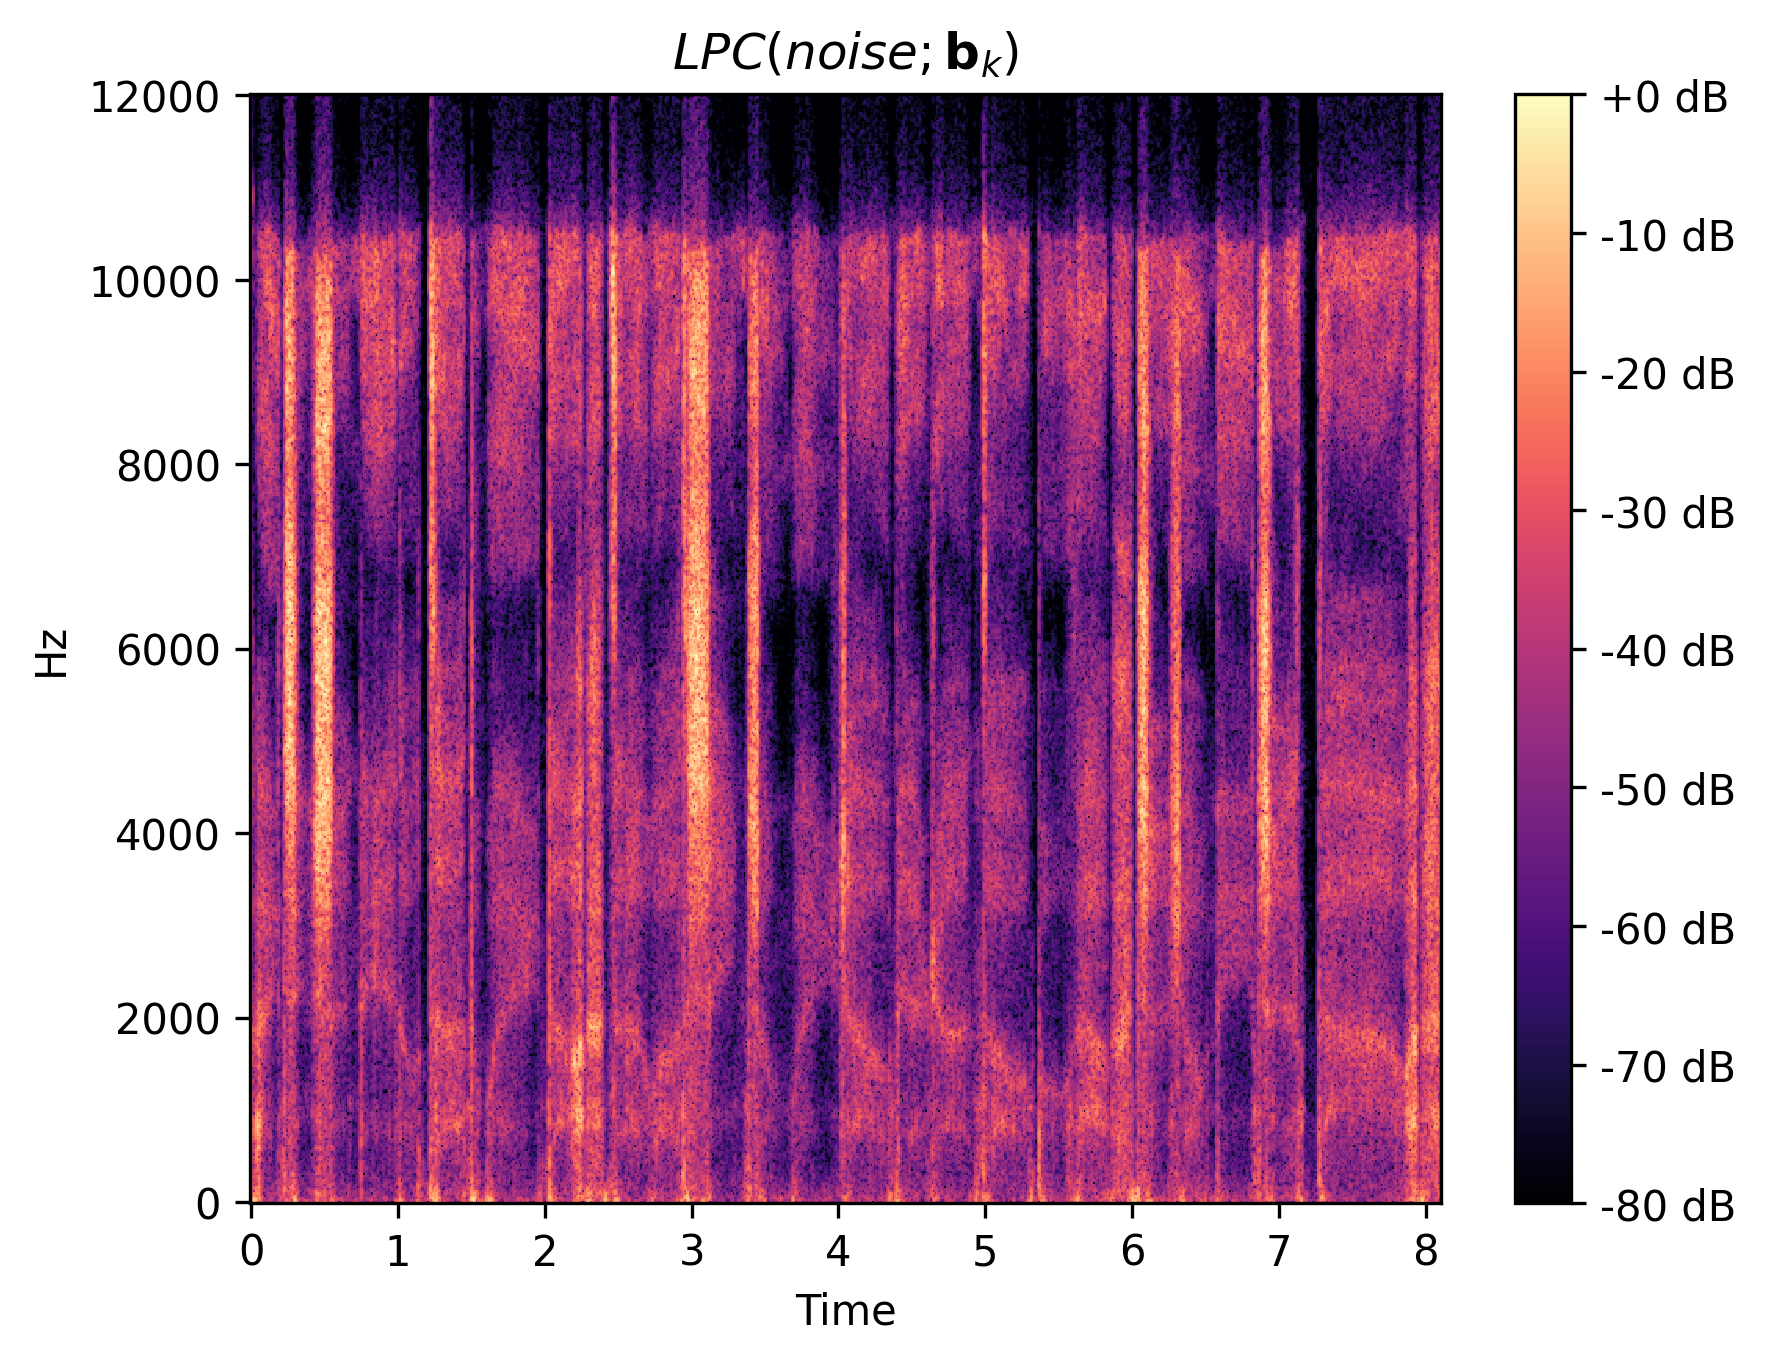 LPC(noise; b_k)
12000
10000
8000
6000
4000
2000
0
Hz
0 1 2 3 4 5 6 7 8
Time
+0 dB
-10 dB
-20 dB
-30 dB
-40 dB
-50 dB
-60 dB
-70 dB
-80 dB